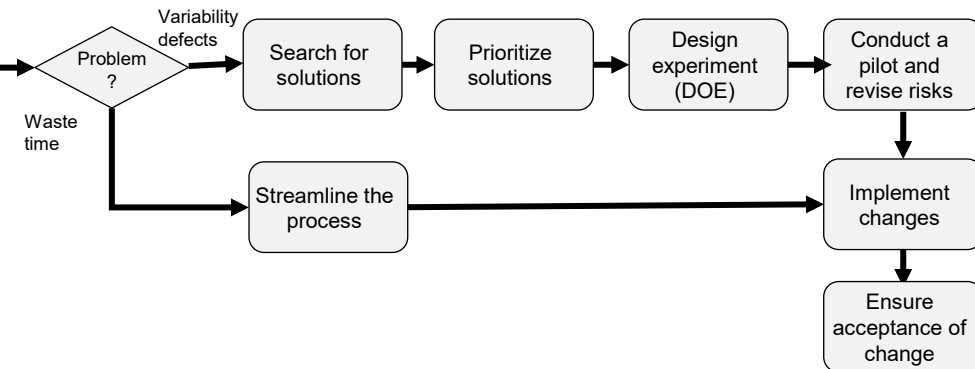 Variability
defects
Problem
?
Search for
solutions
Prioritize
solutions
Design
experiment
(DOE)
Conduct a
pilot and
revise risks
Waste
time
Streamline the
process
Implement
changes
Ensure
acceptance of
change